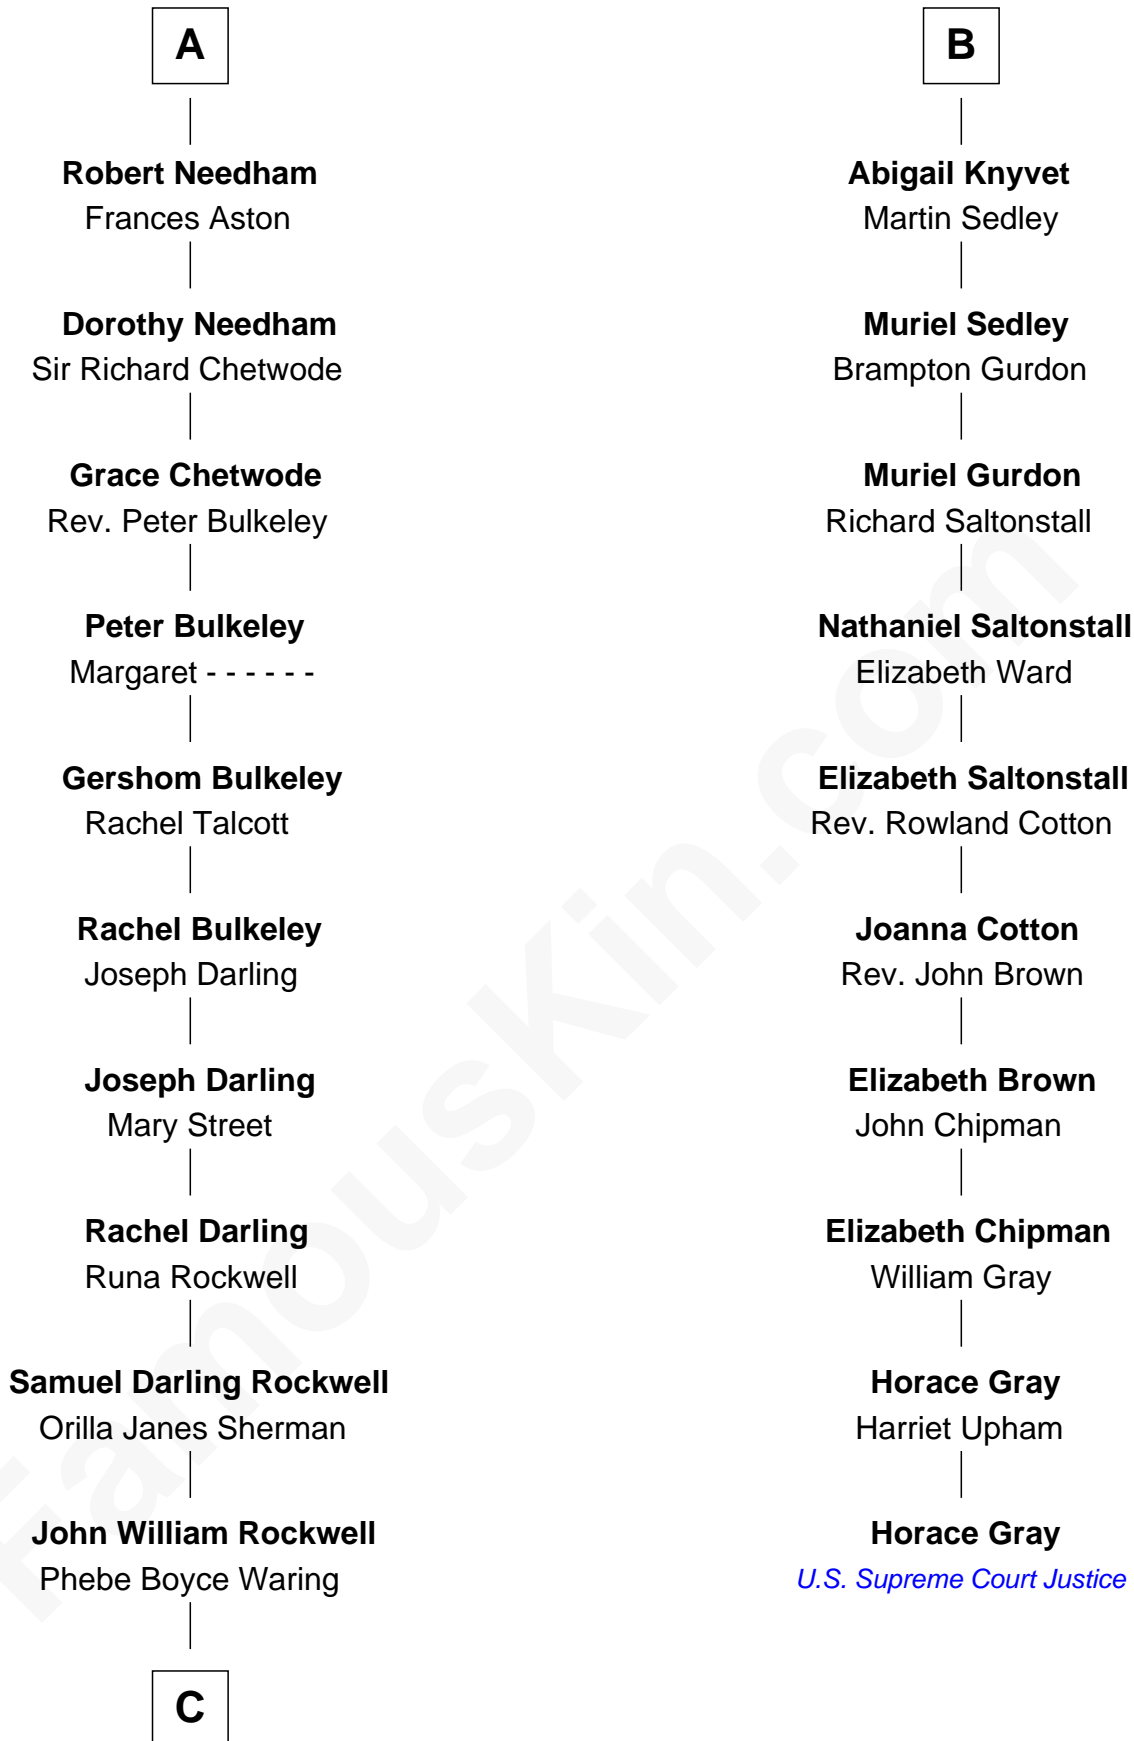 A
Robert Needham
Frances Aston
Dorothy Needham
Sir Richard Chetwode
Grace Chetwode
Rev. Peter Bulkeley
Peter Bulkeley
Margaret - - - - - -
Gershom Bulkeley
Rachel Talcott
Rachel Bulkeley
Joseph Darling
Joseph Darling
Mary Street
Rachel Darling
Runa Rockwell
Samuel Darling Rockwell
Orilla Janes Sherman
John William Rockwell
Phebe Boyce Waring
C
B
Abigail Knyvet
Martin Sedley
Muriel Sedley
Brampton Gurdon
Muriel Gurdon
Richard Saltonstall
Nathaniel Saltonstall
Elizabeth Ward
Elizabeth Saltonstall
Rev. Rowland Cotton
Joanna Cotton
Rev. John Brown
Elizabeth Brown
John Chipman
Elizabeth Chipman
William Gray
Horace Gray
Harriet Upham
Horace Gray
U.S. Supreme Court Justice
FamousKin.com